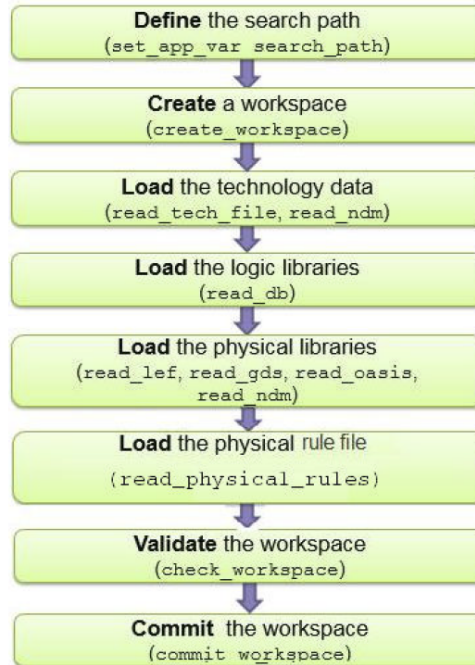 Define the search path
(set_app_var search_path)
Create a workspace
(create_workspace)
Load the technology data
(read_tech_file, read_ndm)
Load the logic libraries
(read_db)
Load the physical libraries
(read_lef, read_gds, read_oasis,
read_ndm)
Load the physical rule file
(read_physical_rules)
Validate the workspace
(check_workspace)
Commit the workspace
(commit_workspace)